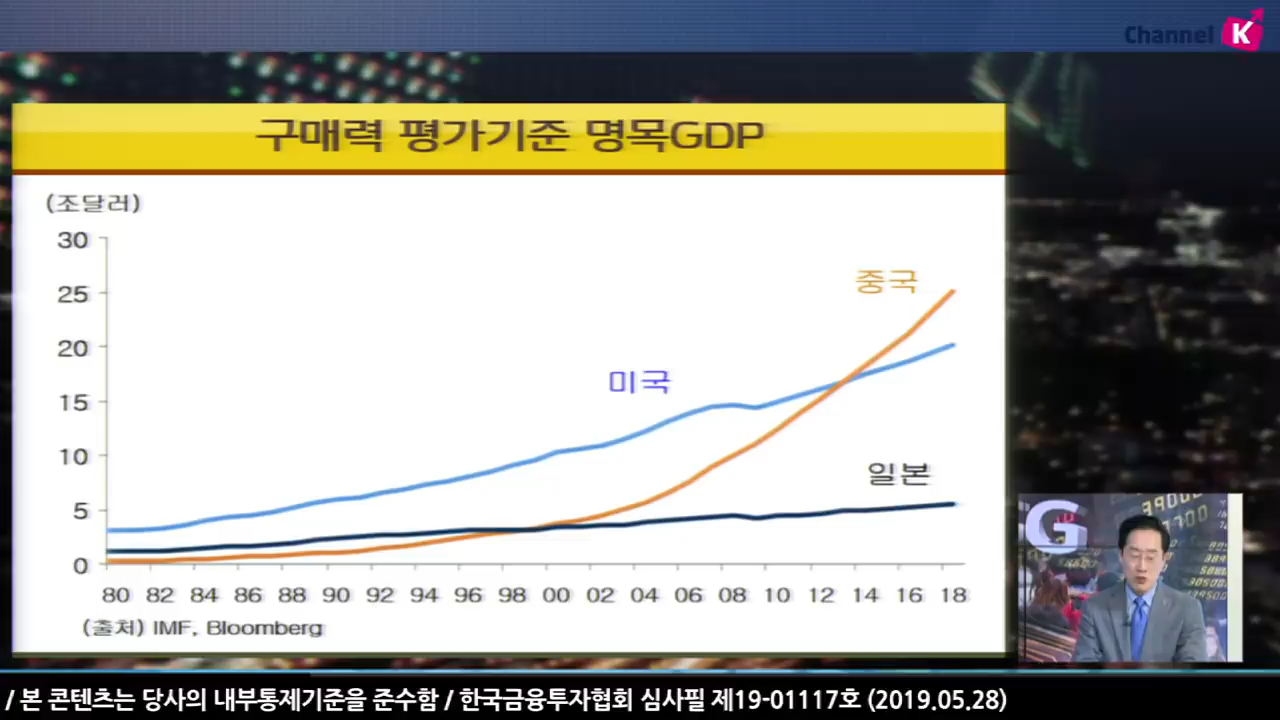 Channel K
구매력 평가기준 명목GDP
(조달러)
30
25
20
15
10
5
0
중국
미국
일본
80 82 84 86 88 90 92 94 96 98 00 02 04 06 08 10 12 14 16 18
(출처) IMF, Bloomberg
G
/ 본 콘텐츠는 당사의 내부통제기준을 준수함 / 한국금융투자협회 심사필 제19-01117호 (2019.05.28)